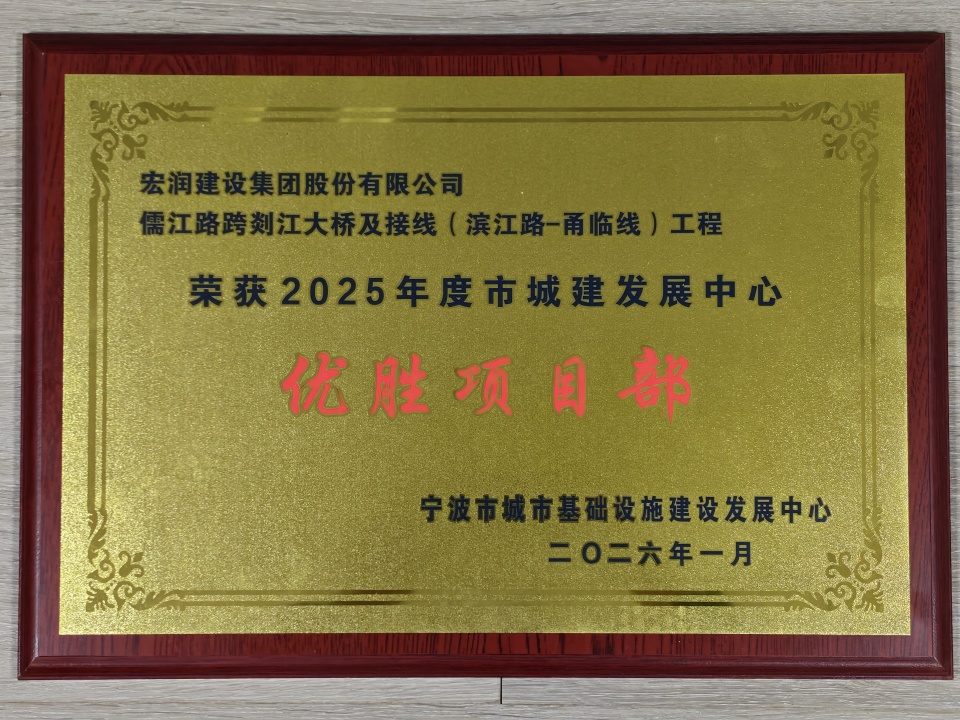 宏润建设集团股份有限公司
儒江路跨剡江大桥及接线（滨江路-甬临线）工程
荣获2025年度市城建发展中心
优胜项目部
宁波市城市基础设施建设发展中心
二〇二六年一月